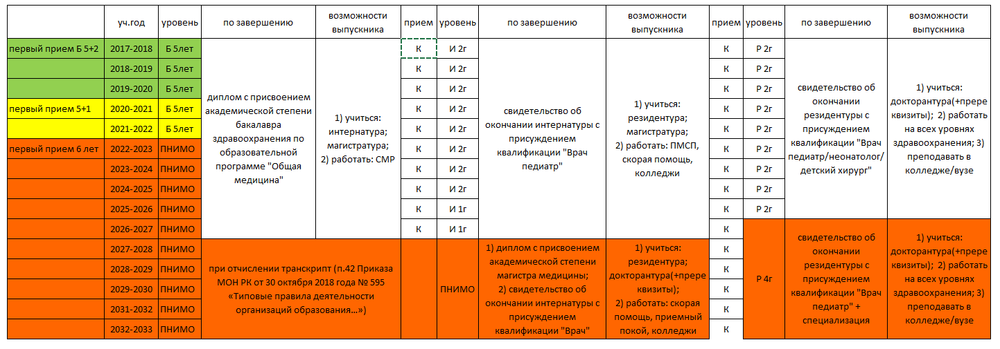 уч.год уровень по завершению возможности выпускника прием уровень по завершению возможности выпускника прием уровень по завершению возможности выпускника
первый прием Б 5+2 2017-2018 Б 5лет К И 2г К Р 2г
2018-2019 Б 5лет К И 2г К Р 2г
2019-2020 Б 5лет К И 2г К Р 2г
первый прием 5+1 2020-2021 Б 5лет К И 2г К Р 2г
2021-2022 Б 5лет К И 2г К Р 2г
первый прием 6 лет 2022-2023 ПНИМО К И 2г К Р 2г
2023-2024 ПНИМО К И 2г К Р 2г
2024-2025 ПНИМО К И 2г К Р 2г
2025-2026 ПНИМО К И 1г К Р 2г
2026-2027 ПНИМО К И 1г К
2027-2028 ПНИМО К
2028-2029 ПНИМО К
2029-2030 ПНИМО К
2031-2032 ПНИМО К
2032-2033 ПНИМО К
диплом с присвоением
академической степени
бакалавра
здравоохранения по
образовательной
программе "Общая
медицина"
1) учиться:
интернатура;
магистратура;
2) работать: СМР
свидетельство об
окончании интернатуры с
присуждением
квалификации "Врач
педиатр"
1) учиться:
резидентура;
магистратура;
2) работать: ПМСП,
скорая помощь,
колледжи
свидетельство об
окончании
резидентуры с
присуждением
квалификации "Врач
педиатр/неонатолог/
детский хирург"
1) учиться:
докторантура(+прере
квизиты); 2) работать
на всех уровнях
здравоохранения; 3)
преподавать в
колледже/вузе
при отчислении транскрипт (п.42 Приказа
МОН РК от 30 октября 2018 года № 595
«Типовые правила деятельности
организаций образования…»)
ПНИМО
1) диплом с присвоением
академической степени
магистра медицины;
2) свидетельство об
окончании интернатуры с
присуждением
квалификации "Врач"
1) учиться:
резидентура;
докторантура(+прере
квизиты);
2) работать: скорая
помощь, приемный
покой, колледжи
Р 4г
свидетельство об
окончании
резидентуры с
присуждением
квалификации "Врач
педиатр" +
специализация
1) учиться:
докторантура(+прере
квизиты); 2) работать
на всех уровнях
здравоохранения; 3)
преподавать в
колледже/вузе